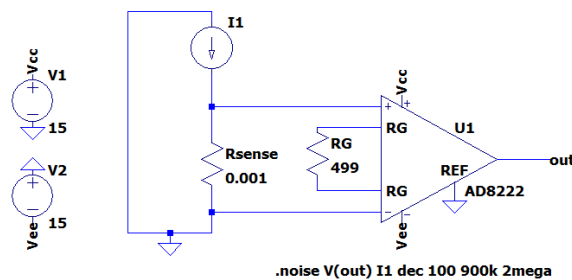 I1
Vcc
V1
15
V2
15
Vee
Rsense
0.001
RG
499
Vcc
+
+
RG
U1
RG
REF
AD8222
-
Vee
out
.noise V(out) I1 dec 100 900k 2mega